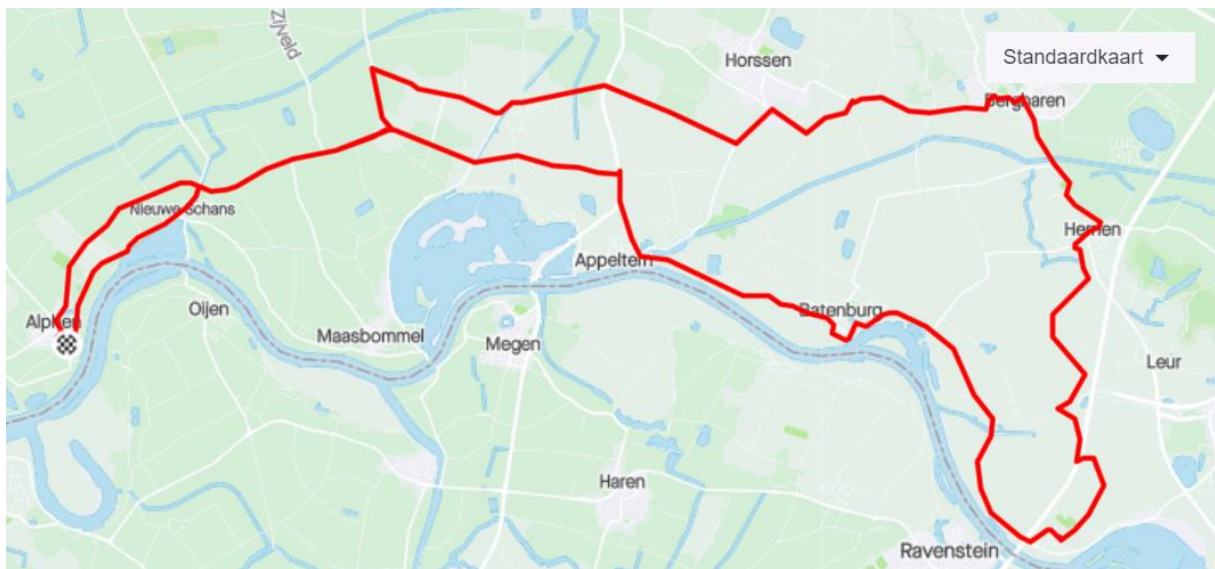 Zijveld
Horssen
Standaardkaart
Bergharen
Nieuwe Schans
Hernen
Appeltern
Alphen
Oijen
Batenburg
Maasbommel
Megen
Leur
Haren
Ravenstein